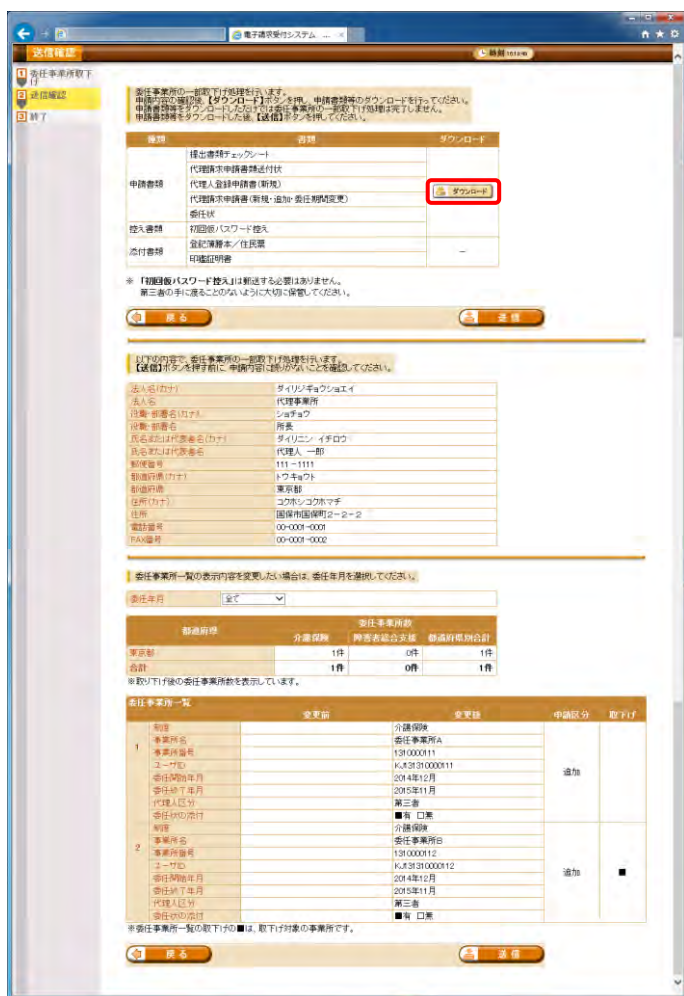 電子請求受付システム ...
送信確認
時刻
1 委任事業所取下げ
2 送信確認
3 終了
委任事業所の一部取下げ処理を行います。
申請内容の確認後、【ダウンロード】ボタンを押し、申請書類等のダウンロードを行ってください。
申請書類等をダウンロードしただけでは委任事業所の一部取下げ処理は完了しません。
申請書類等をダウンロードした後、【送信】ボタンを押してください。
種類 書類 ダウンロード
申請書類
提出書類チェックシート
代理請求申請書類送付状
代理人登録申請書(新規)
代理請求申請書(新規・追加・委任期間変更)
委任状
ダウンロード
控え書類 初回仮パスワード控え
添付書類
登記簿謄本/住民票
印鑑証明書
－
※ 「初回仮パスワード控え」は郵送する必要はありません。
第三者の手に渡ることのないように大切に保管してください。
戻る 送信
以下の内容で、委任事業所の一部取下げ処理を行います。
【送信】ボタンを押す前に、申請内容に誤りがないことを確認してください。
法人名(カナ) ダイリジギョウショエイ
法人名 代理事業所
役職・部署名(カナ) ショチョウ
役職・部署名 所長
氏名または代表者名(カナ) ダイリニン イチロウ
氏名または代表者名 代理人 一郎
郵便番号 111-1111
都道府県(カナ) トウキョウト
都道府県 東京都
住所(カナ) コクホシコクホマチ
住所 国保市国保町2-2-2
電話番号 00-0001-0001
FAX番号 00-0001-0002
委任事業所一覧の表示内容を変更したい場合は、委任年月を選択してください。
委任年月 全て
都道府県 委任事業所数
介護保険 障害者総合支援 都道府県別合計
東京都 1件 0件 1件
合計 1件 0件 1件
※取り下げ後の委任事業所数を表示しています。
委任事業所一覧
変更前 変更後 申請区分 取下げ
1
制度 介護保険
事業所名 委任事業所A
事業所番号 1310000111
ユーザID KJ131310000111
委任開始年月 2014年12月
委任終了年月 2015年11月
代理人区分 第三者
委任状の添付 ■有 □無
追加
2
制度 介護保険
事業所名 委任事業所B
事業所番号 1310000112
ユーザID KJ131310000112
委任開始年月 2014年12月
委任終了年月 2015年11月
代理人区分 第三者
委任状の添付 ■有 □無
追加 ■
※委任事業所一覧の取下げの■は、取下げ対象の事業所です。
戻る 送信